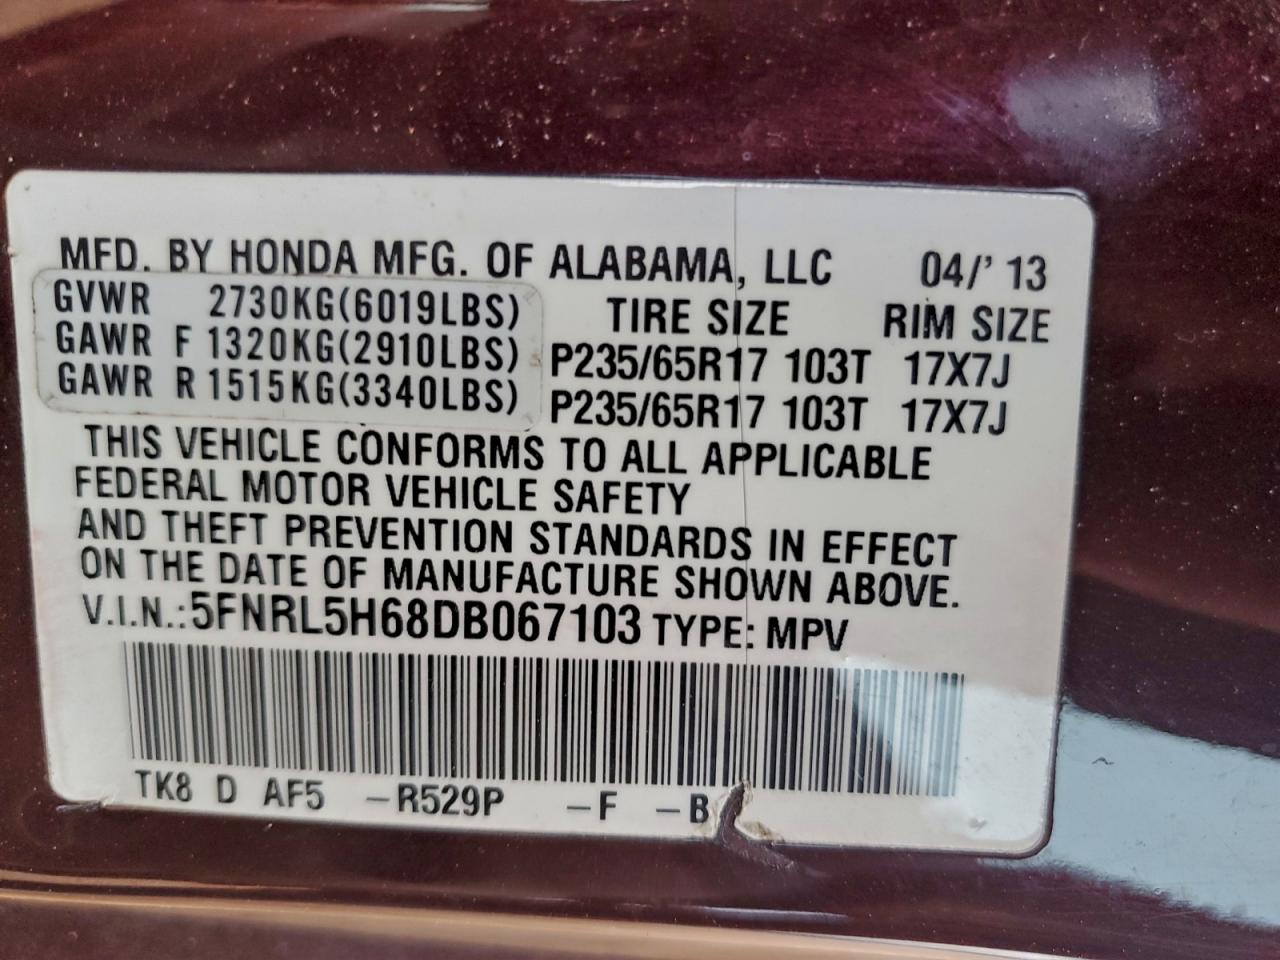 MFD. BY HONDA MFG. OF ALABAMA, LLC 04/' 13
GVWR 2730KG(6019LBS) TIRE SIZE RIM SIZE
GAWR F 1320KG(2910LBS) P235/65R17 103T 17X7J
GAWR R 1515KG(3340LBS) P235/65R17 103T 17X7J
THIS VEHICLE CONFORMS TO ALL APPLICABLE
FEDERAL MOTOR VEHICLE SAFETY
AND THEFT PREVENTION STANDARDS IN EFFECT
ON THE DATE OF MANUFACTURE SHOWN ABOVE.
V.I.N.:5FNRL5H68DB067103 TYPE: MPV
TK8 D AF5 -R529P -F -B